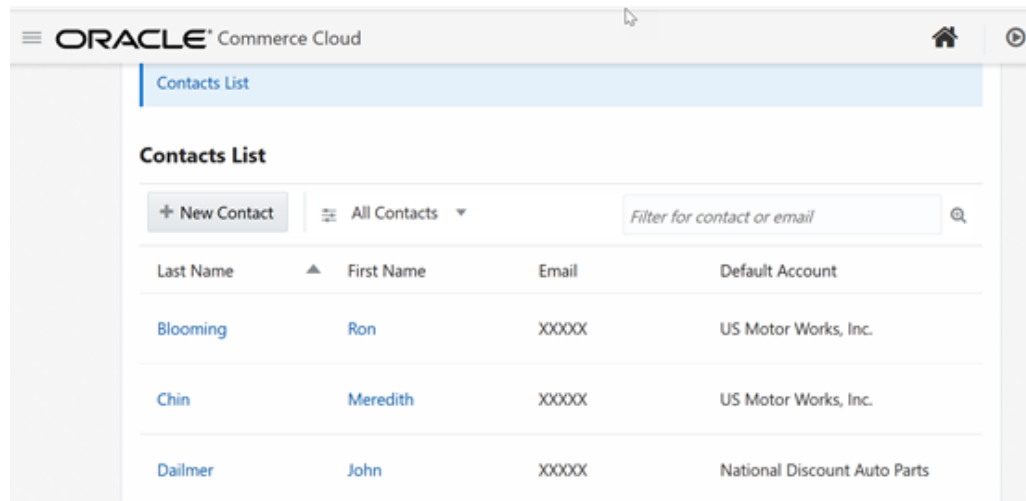 ORACLE® Commerce Cloud
Contacts List
Contacts List
+ New Contact All Contacts Filter for contact or email
Last Name First Name Email Default Account
Blooming Ron XXXXX US Motor Works, Inc.
Chin Meredith XXXXX US Motor Works, Inc.
Dailmer John XXXXX National Discount Auto Parts